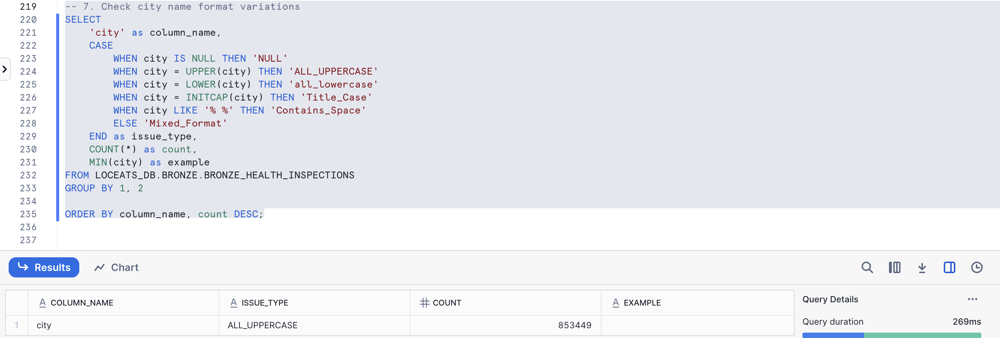 219 -- 7. Check city name format variations
220 SELECT
221 'city' as column_name,
222 CASE
223 WHEN city IS NULL THEN 'NULL'
224 WHEN city = UPPER(city) THEN 'ALL_UPPERCASE'
225 WHEN city = LOWER(city) THEN 'all_lowercase'
226 WHEN city = INITCAP(city) THEN 'Title_Case'
227 WHEN city LIKE '% %' THEN 'Contains_Space'
228 ELSE 'Mixed_Format'
229 END as issue_type,
230 COUNT(*) as count,
231 MIN(city) as example
232 FROM LOCEATS_DB.BRONZE.BRONZE_HEALTH_INSPECTIONS
233 GROUP BY 1, 2
234
235 ORDER BY column_name, count DESC;
236
237
Results Chart
A COLUMN_NAME A ISSUE_TYPE # COUNT A EXAMPLE
1 city ALL_UPPERCASE 853449
Query Details ...
Query duration 269ms